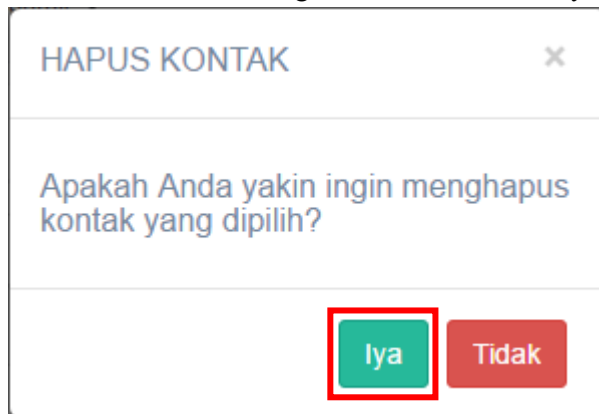 HAPUS KONTAK ×
Apakah Anda yakin ingin menghapus
kontak yang dipilih?
Iya Tidak